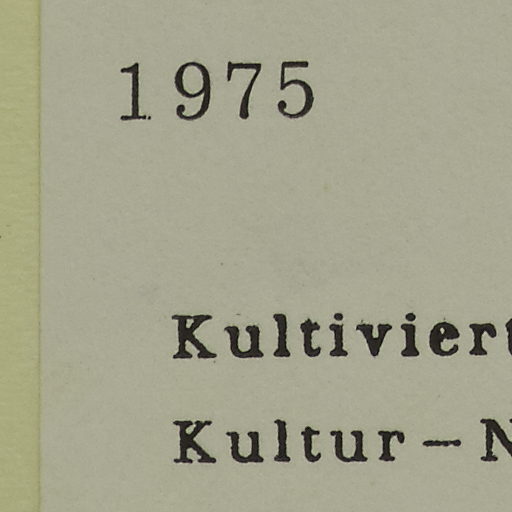 1975
Kultiviert
Kultur – N